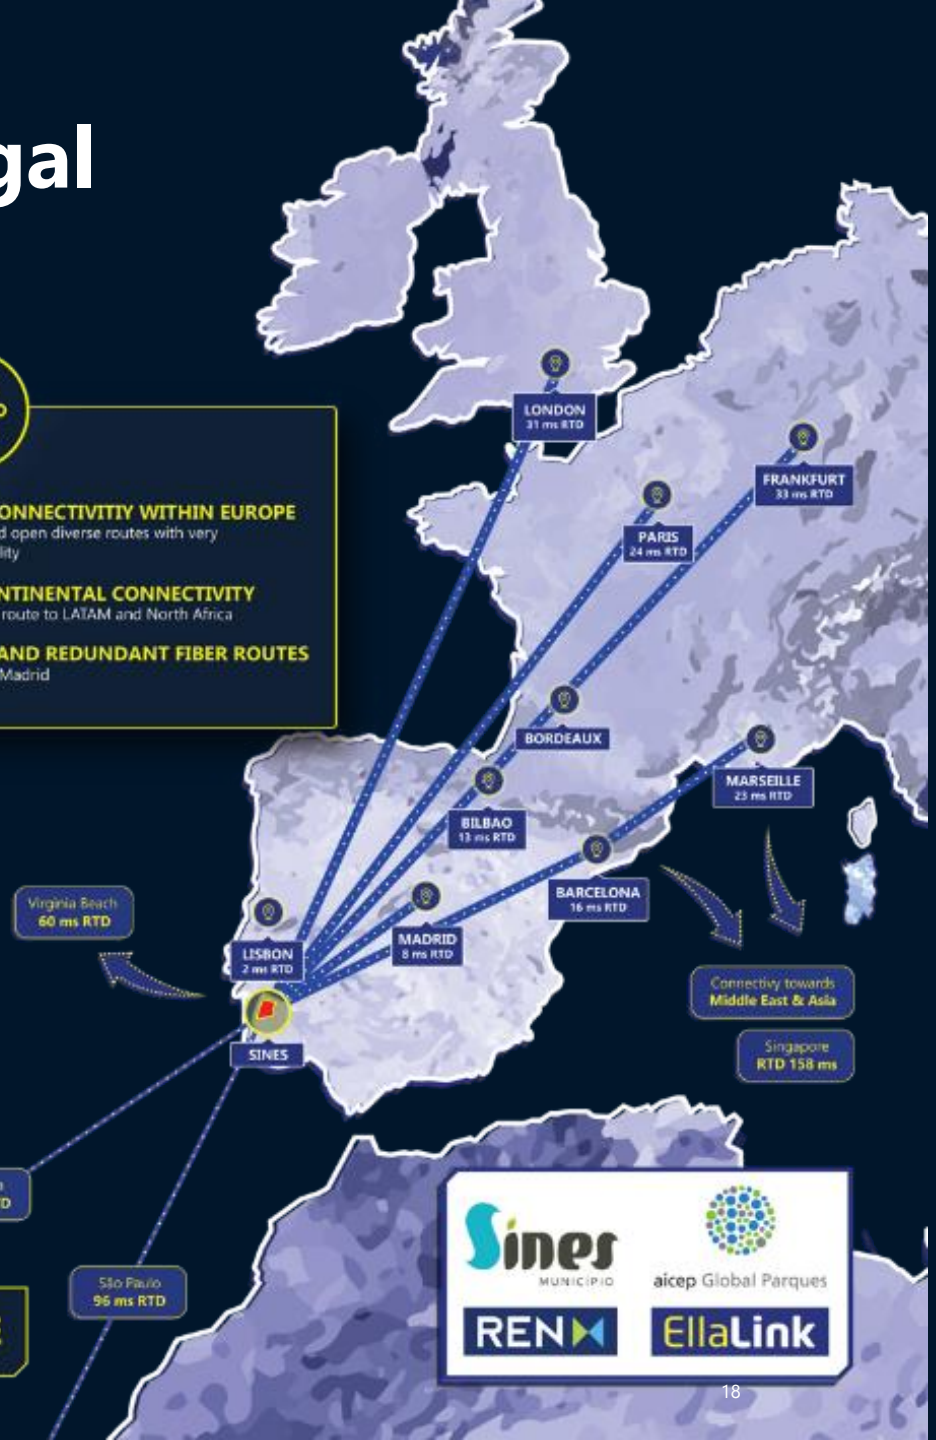 gal
LONDON
31 ms RTD
FRANKFURT
33 ms RTD
PARIS
24 ms RTD
ONNECTIVITIY WITHIN EUROPE
d open diverse routes with very
lity
NTINENTAL CONNECTIVITY
route to LATAM and North Africa
AND REDUNDANT FIBER ROUTES
Madrid
BORDEAUX
MARSEILLE
23 ms RTD
BILBAO
13 ms RTD
BARCELONA
16 ms RTD
Virginia Beach
60 ms RTD
MADRID
8 ms RTD
LISBON
2 ms RTD
Connectivy towards
Middle East & Asia
SINES
Singapore
RTD 158 ms
São Paulo
96 ms RTD
Sines
MUNICÍPIO
aicep Global Parques
REN
EllaLink
18